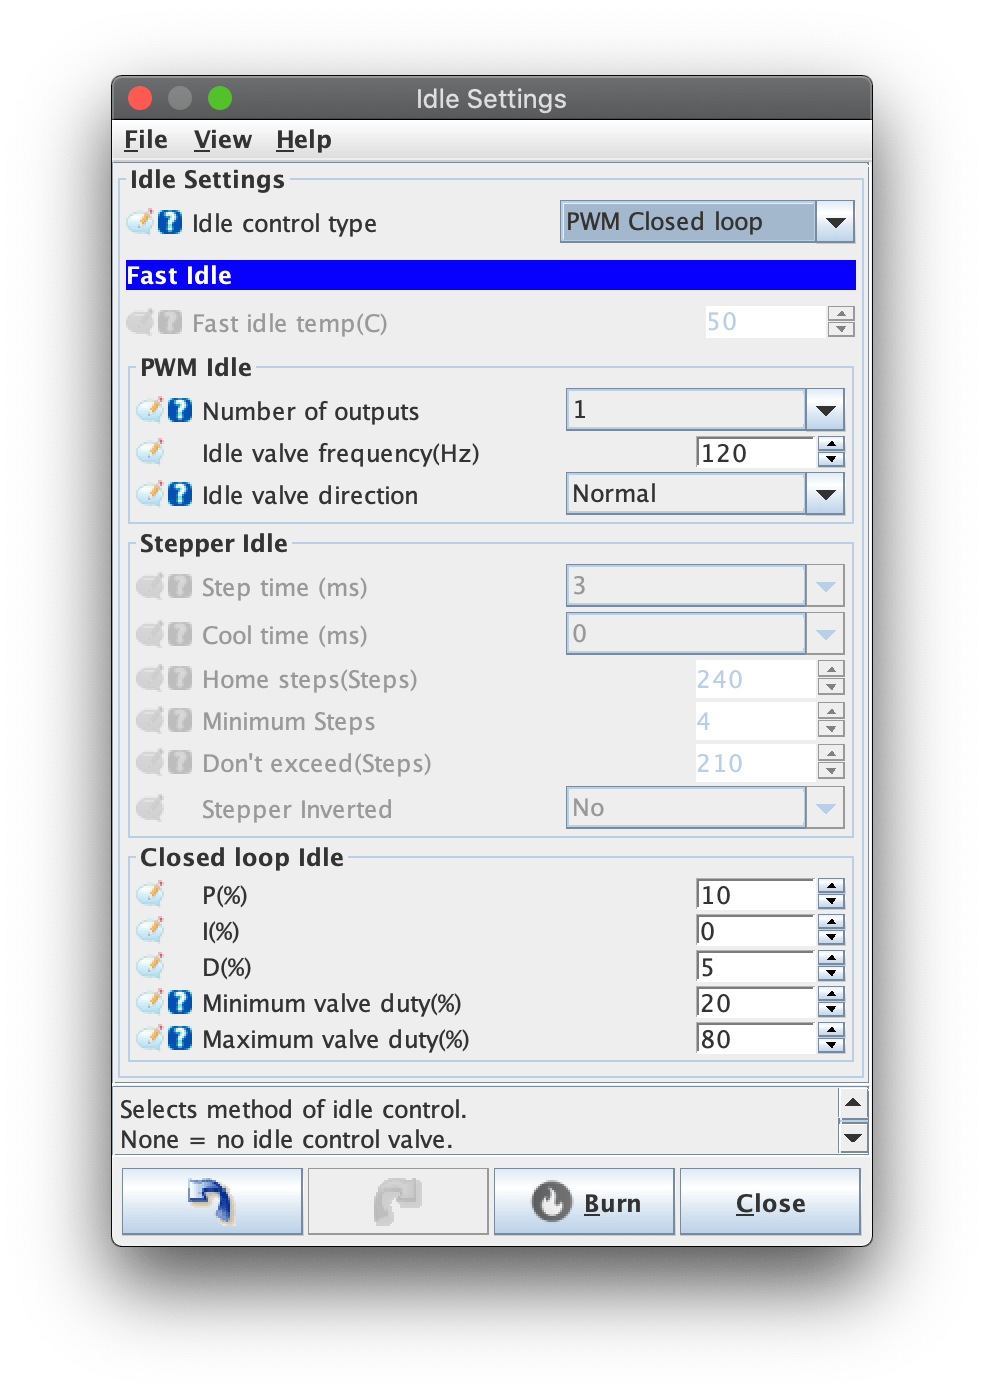 Idle Settings
File View Help
Idle Settings
? Idle control type PWM Closed loop
Fast Idle
? Fast idle temp(C) 50
PWM Idle
? Number of outputs 1
Idle valve frequency(Hz) 120
? Idle valve direction Normal
Stepper Idle
? Step time (ms) 3
? Cool time (ms) 0
? Home steps(Steps) 240
? Minimum Steps 4
? Don't exceed(Steps) 210
Stepper Inverted No
Closed loop Idle
P(%) 10
I(%) 0
D(%) 5
? Minimum valve duty(%) 20
? Maximum valve duty(%) 80
Selects method of idle control.
None = no idle control valve.
Burn Close